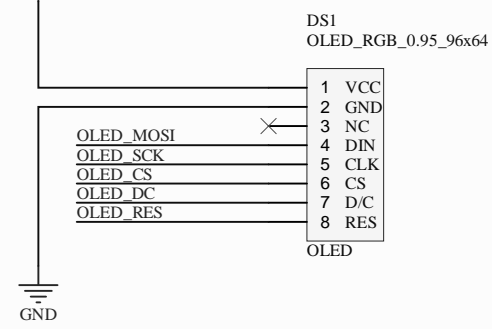 DS1
OLED_RGB_0.95_96x64
1 VCC
2 GND
3 NC
OLED_MOSI 4 DIN
OLED_SCK 5 CLK
OLED_CS 6 CS
OLED_DC 7 D/C
OLED_RES 8 RES
OLED
GND